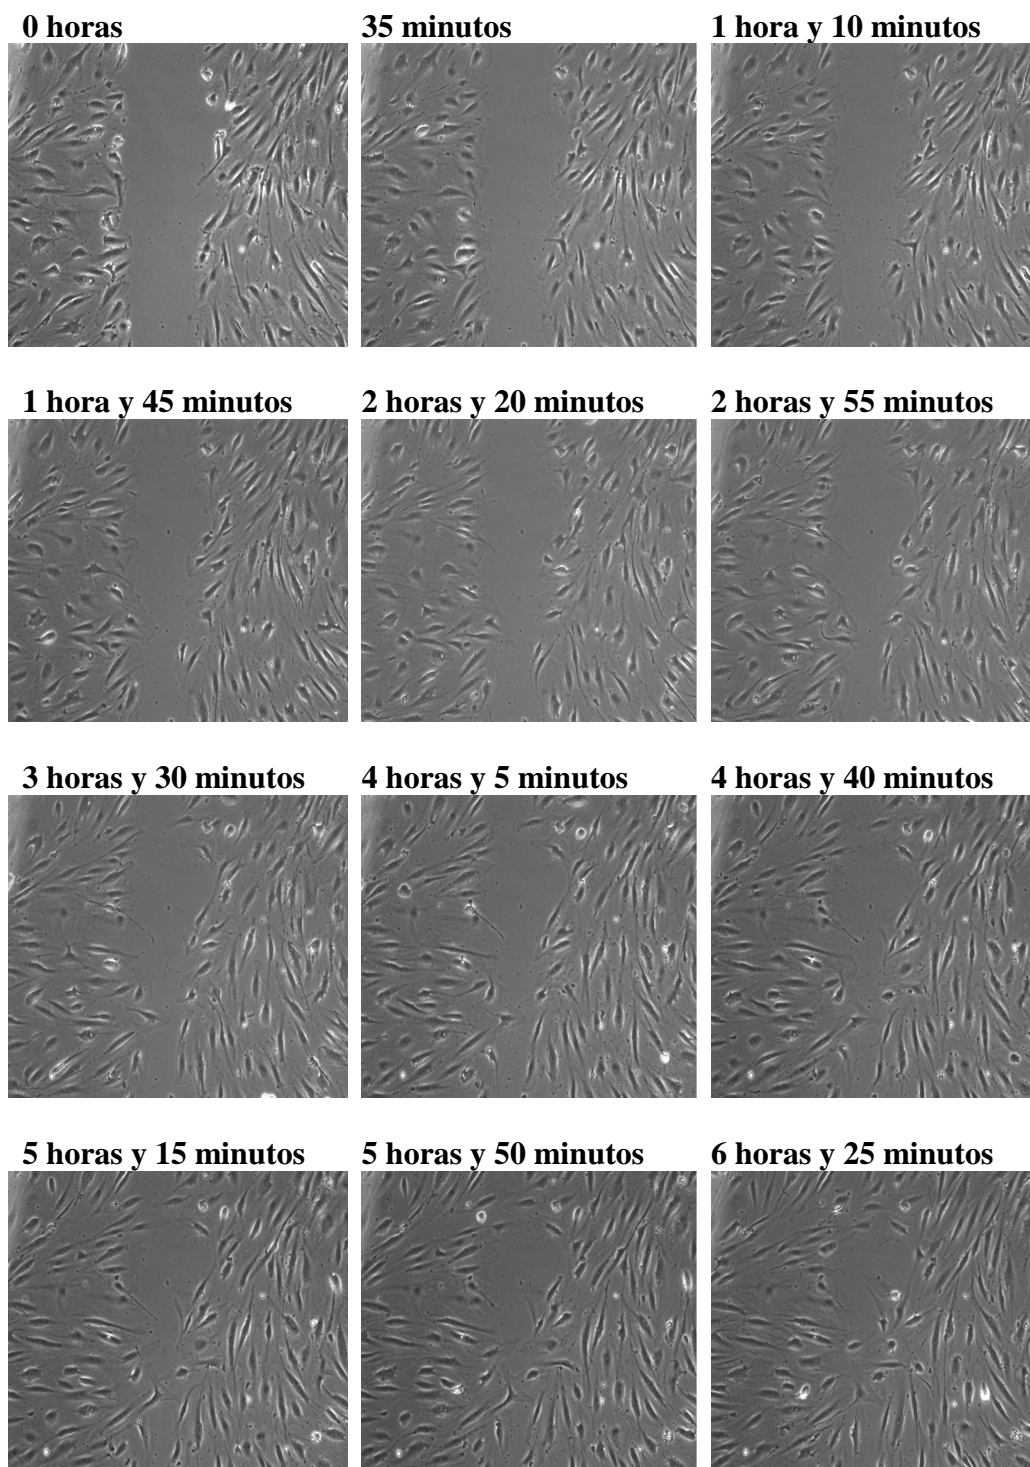 0 horas
35 minutos
1 hora y 10 minutos
1 hora y 45 minutos
2 horas y 20 minutos
2 horas y 55 minutos
3 horas y 30 minutos
4 horas y 5 minutos
4 horas y 40 minutos
5 horas y 15 minutos
5 horas y 50 minutos
6 horas y 25 minutos